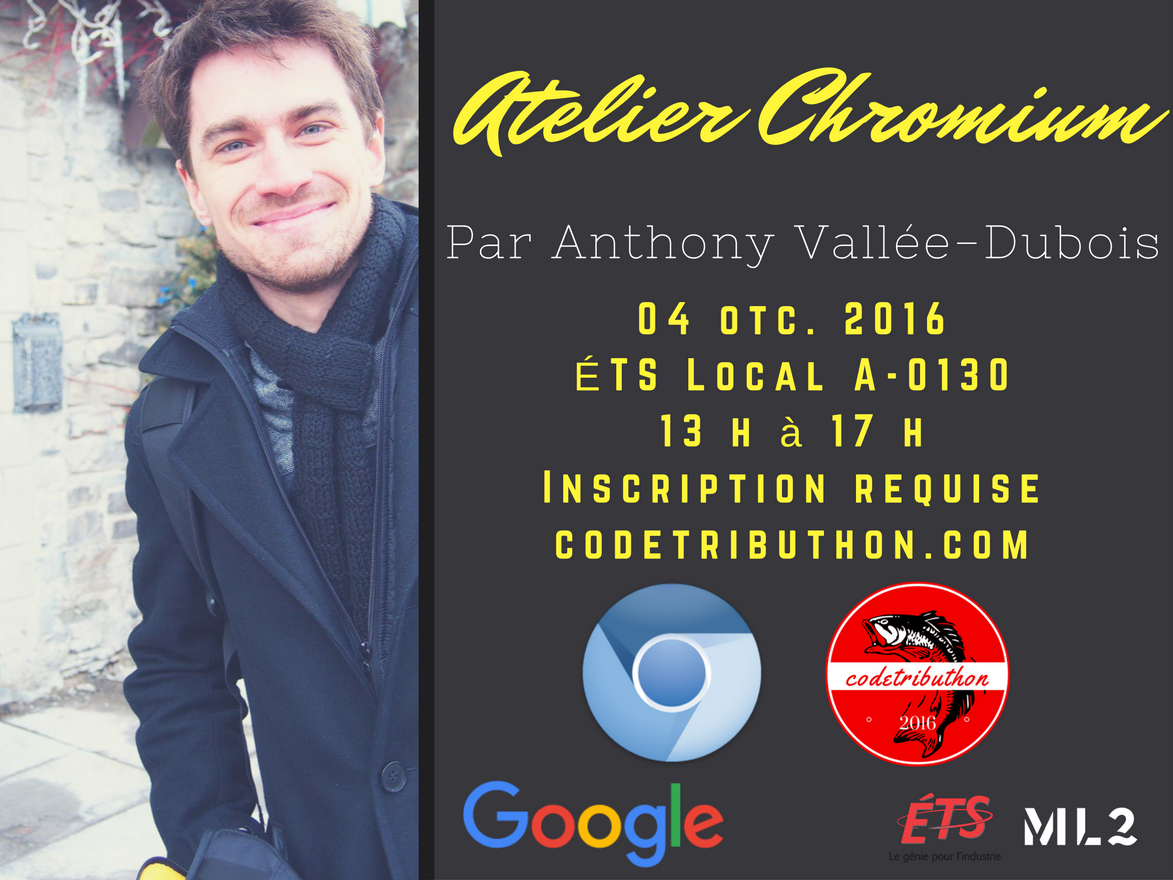 Atelier Chromium
Par Anthony Vallée-Dubois
04 otc. 2016
ÉTS Local A-0130
13 h à 17 h
Inscription requise
codetributhon.com
codetributhon
2016
Google
ÉTS
Le génie pour l'industrie
ML2